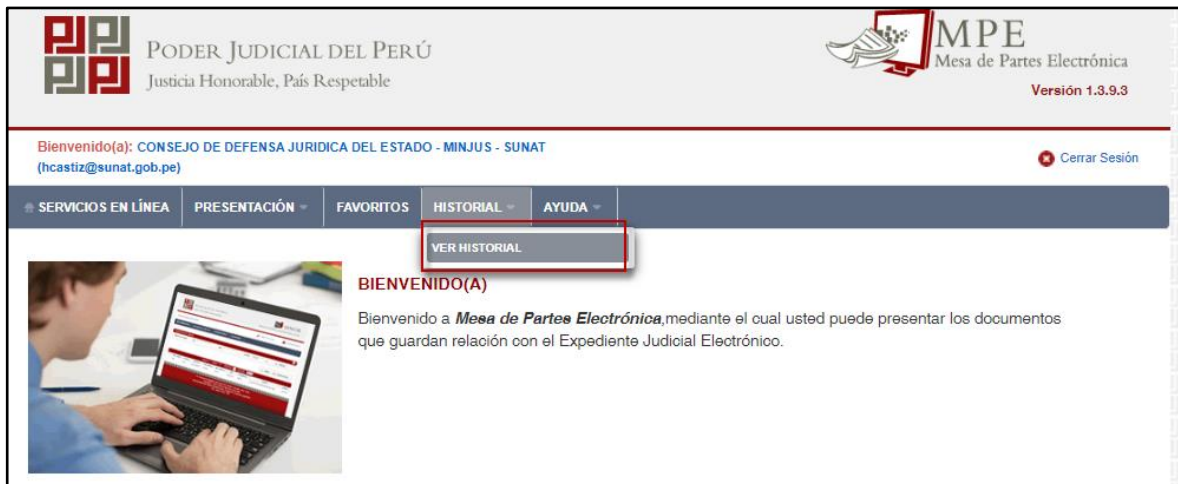 PODER JUDICIAL DEL PERÚ
Justicia Honorable, País Respetable
MPE
Mesa de Partes Electrónica
Versión 1.3.9.3
Bienvenido(a): CONSEJO DE DEFENSA JURIDICA DEL ESTADO - MINJUS - SUNAT
(hcastiz@sunat.gob.pe)
Cerrar Sesión
SERVICIOS EN LÍNEA PRESENTACIÓN FAVORITOS HISTORIAL AYUDA
VER HISTORIAL
BIENVENIDO(A)
Bienvenido a Mesa de Partes Electrónica,mediante el cual usted puede presentar los documentos
que guardan relación con el Expediente Judicial Electrónico.